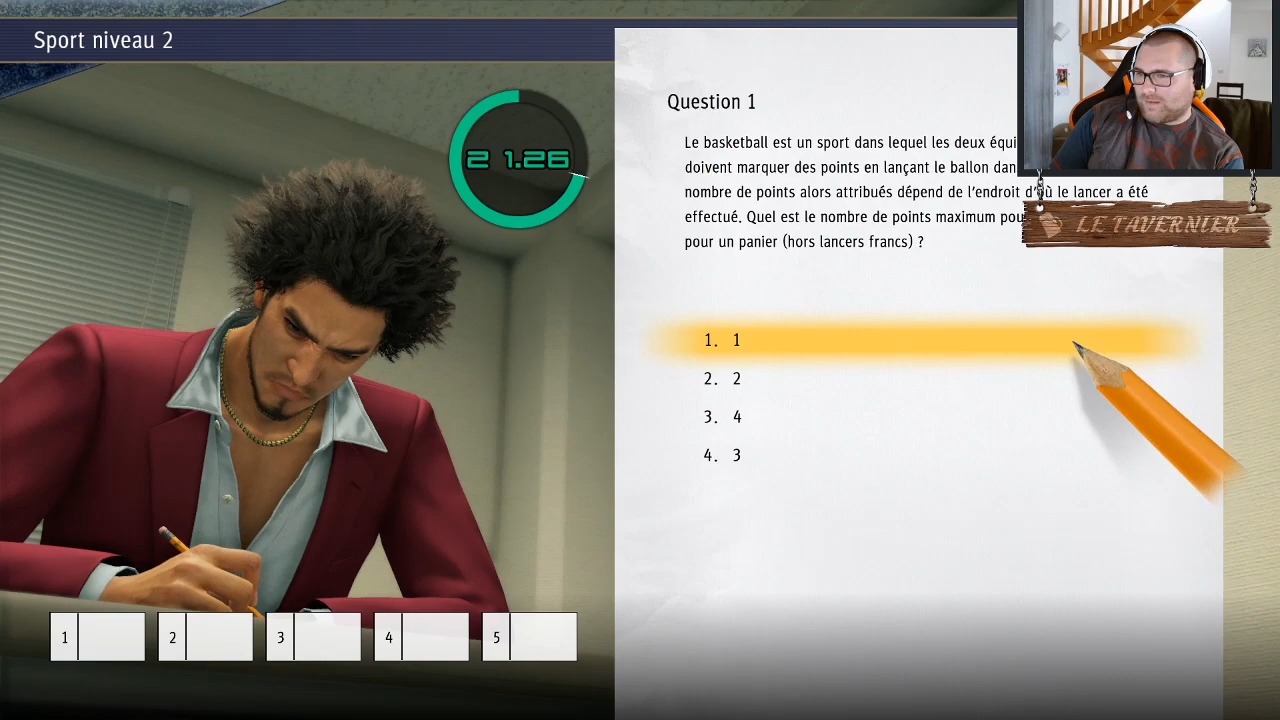 Sport niveau 2
2 1.26
Question 1
Le basketball est un sport dans lequel les deux équi
doivent marquer des points en lançant le ballon dan
nombre de points alors attribués dépend de l'endroit d'où le lancer a été
effectué. Quel est le nombre de points maximum pou
pour un panier (hors lancers francs) ?
LE TAVERNIER
1. 1
2. 2
3. 4
4. 3
1
2
3
4
5